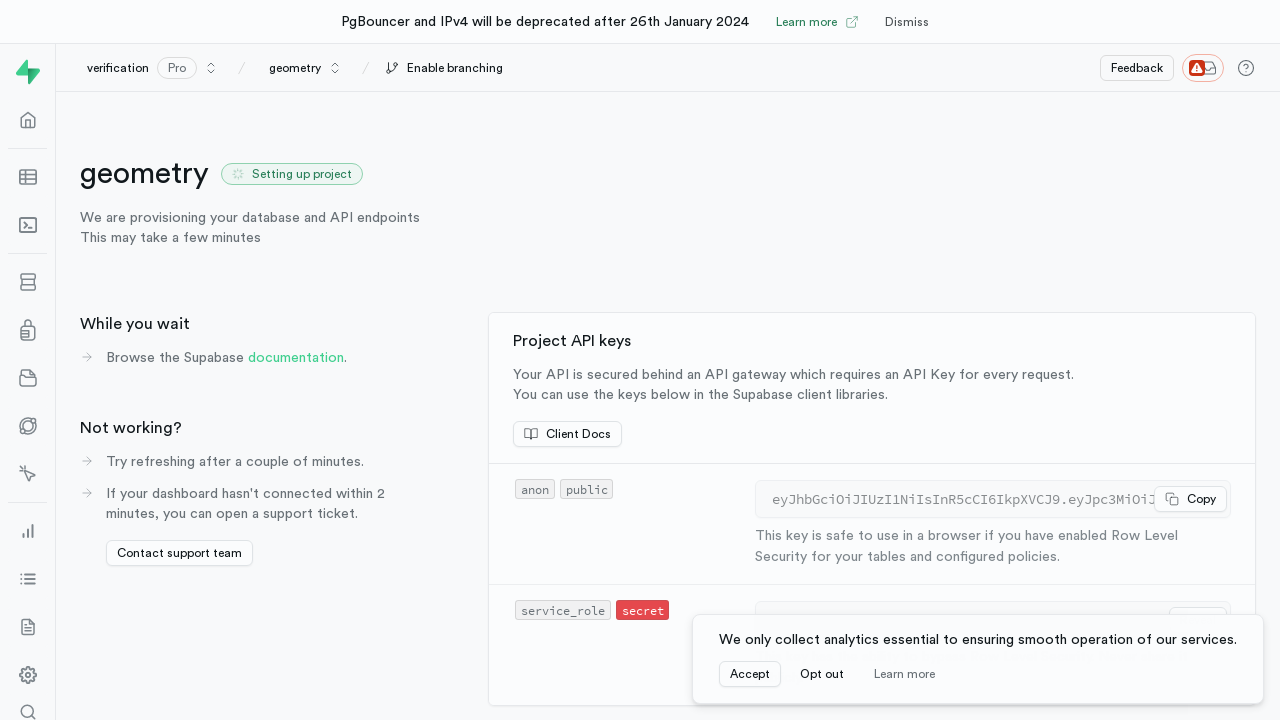 PgBouncer and IPv4 will be deprecated after 26th January 2024 Learn more Dismiss
verification Pro / geometry / Enable branching Feedback
geometry Setting up project
We are provisioning your database and API endpoints
This may take a few minutes
While you wait
Browse the Supabase documentation.
Not working?
Try refreshing after a couple of minutes.
If your dashboard hasn't connected within 2
minutes, you can open a support ticket.
Contact support team
Project API keys
Your API is secured behind an API gateway which requires an API Key for every request.
You can use the keys below in the Supabase client libraries.
Client Docs
anon public
eyJhbGciOiJIUzI1NiIsInR5cCI6IkpXVCJ9.eyJpc3MiOiJ Copy
This key is safe to use in a browser if you have enabled Row Level
Security for your tables and configured policies.
service_role secret
We only collect analytics essential to ensuring smooth operation of our services.
Accept Opt out Learn more